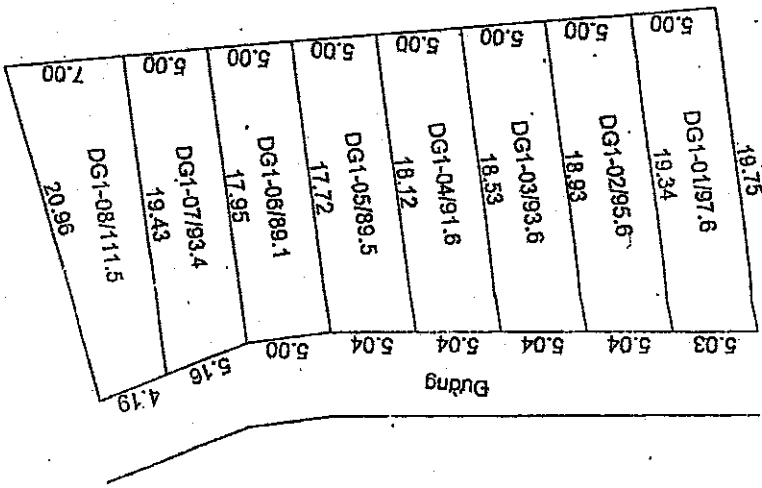 7.00
5.00
5.00
5.00
5.00
5.00
5.00
5.00
DG1-08/111.5
20.96
DG1-07/93.4
19.43
DG1-06/89.1
17.95
DG1-05/89.5
17.72
DG1-04/91.6
18.12
DG1-03/93.6
18.53
DG1-02/95.6
18.93
DG1-01/97.6
19.34
19.75
4.19
5.16
5.00
5.04
5.04
5.04
5.04
5.03
Đường